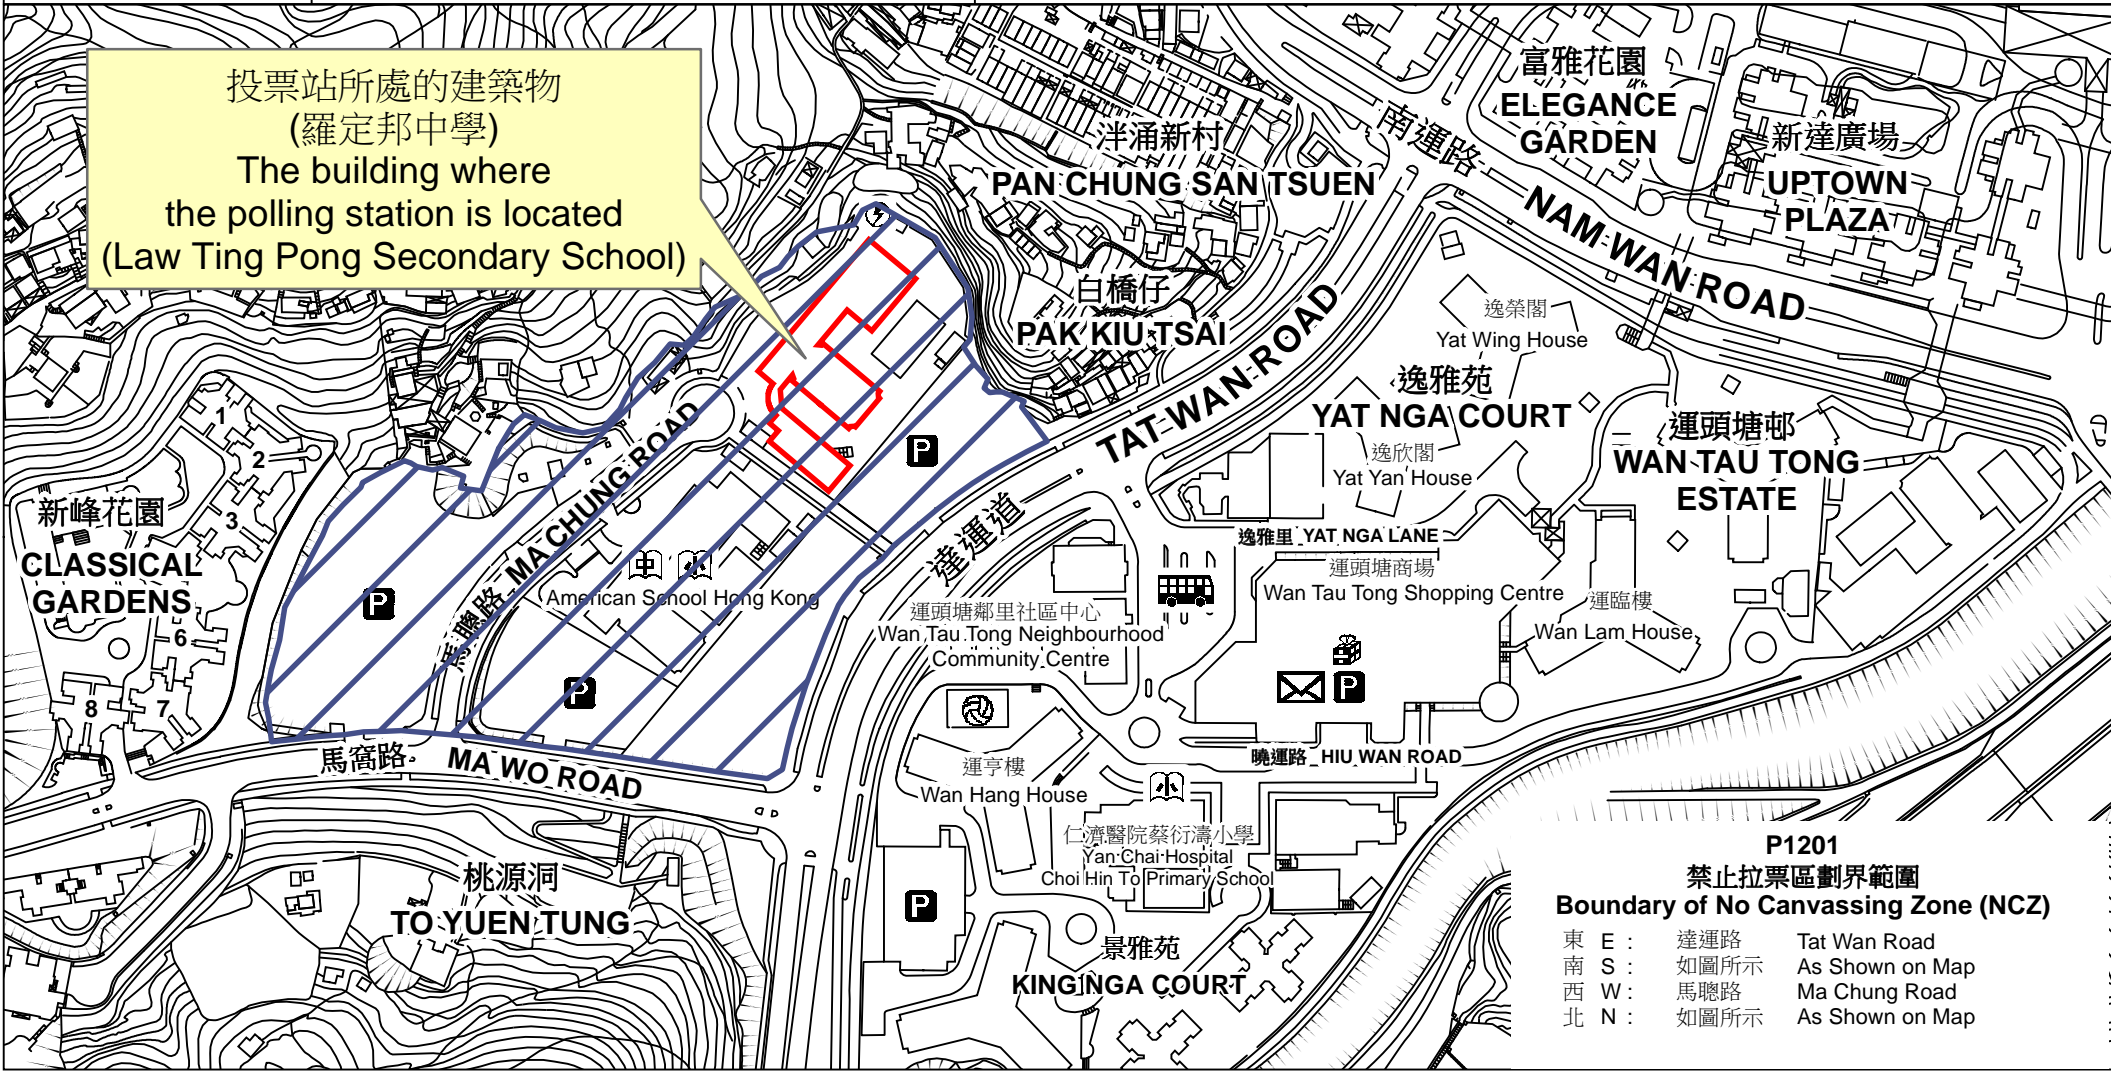 投票站所處的建築物
(羅定邦中學)
The building where
the polling station is located
(Law Ting Pong Secondary School)
富雅花園
ELEGANCE
GARDEN
新達廣場
UPTOWN
PLAZA
南運路
NAM WAN ROAD
泮涌新村
PAN CHUNG SAN TSUEN
白橋仔
PAK KIU TSAI
TAT WAN ROAD
達運道
逸榮閣
Yat Wing House
逸雅苑
YAT NGA COURT
逸欣閣
Yat Yan House
運頭塘邨
WAN TAU TONG
ESTATE
逸雅里 YAT NGA LANE
運頭塘商場
Wan Tau Tong Shopping Centre
運臨樓
Wan Lam House
1
2
3
6
7
8
新峰花園
CLASSICAL
GARDENS
P
P
P
馬聰路 MA CHUNG ROAD
中 小
American School Hong Kong
運頭塘鄰里社區中心
Wan Tau Tong Neighbourhood
Community Centre
P
馬窩路
MA WO ROAD
曉運路 HIU WAN ROAD
運亨樓
Wan Hang House
小
仁濟醫院蔡衍濤小學
Yan Chai Hospital
Choi Hin To Primary School
P
桃源洞
TO YUEN TUNG
景雅苑
KING NGA COURT
P1201
禁止拉票區劃界範圍
Boundary of No Canvassing Zone (NCZ)
東 E : 達運路 Tat Wan Road
南 S : 如圖所示 As Shown on Map
西 W : 馬聰路 Ma Chung Road
北 N : 如圖所示 As Shown on Map